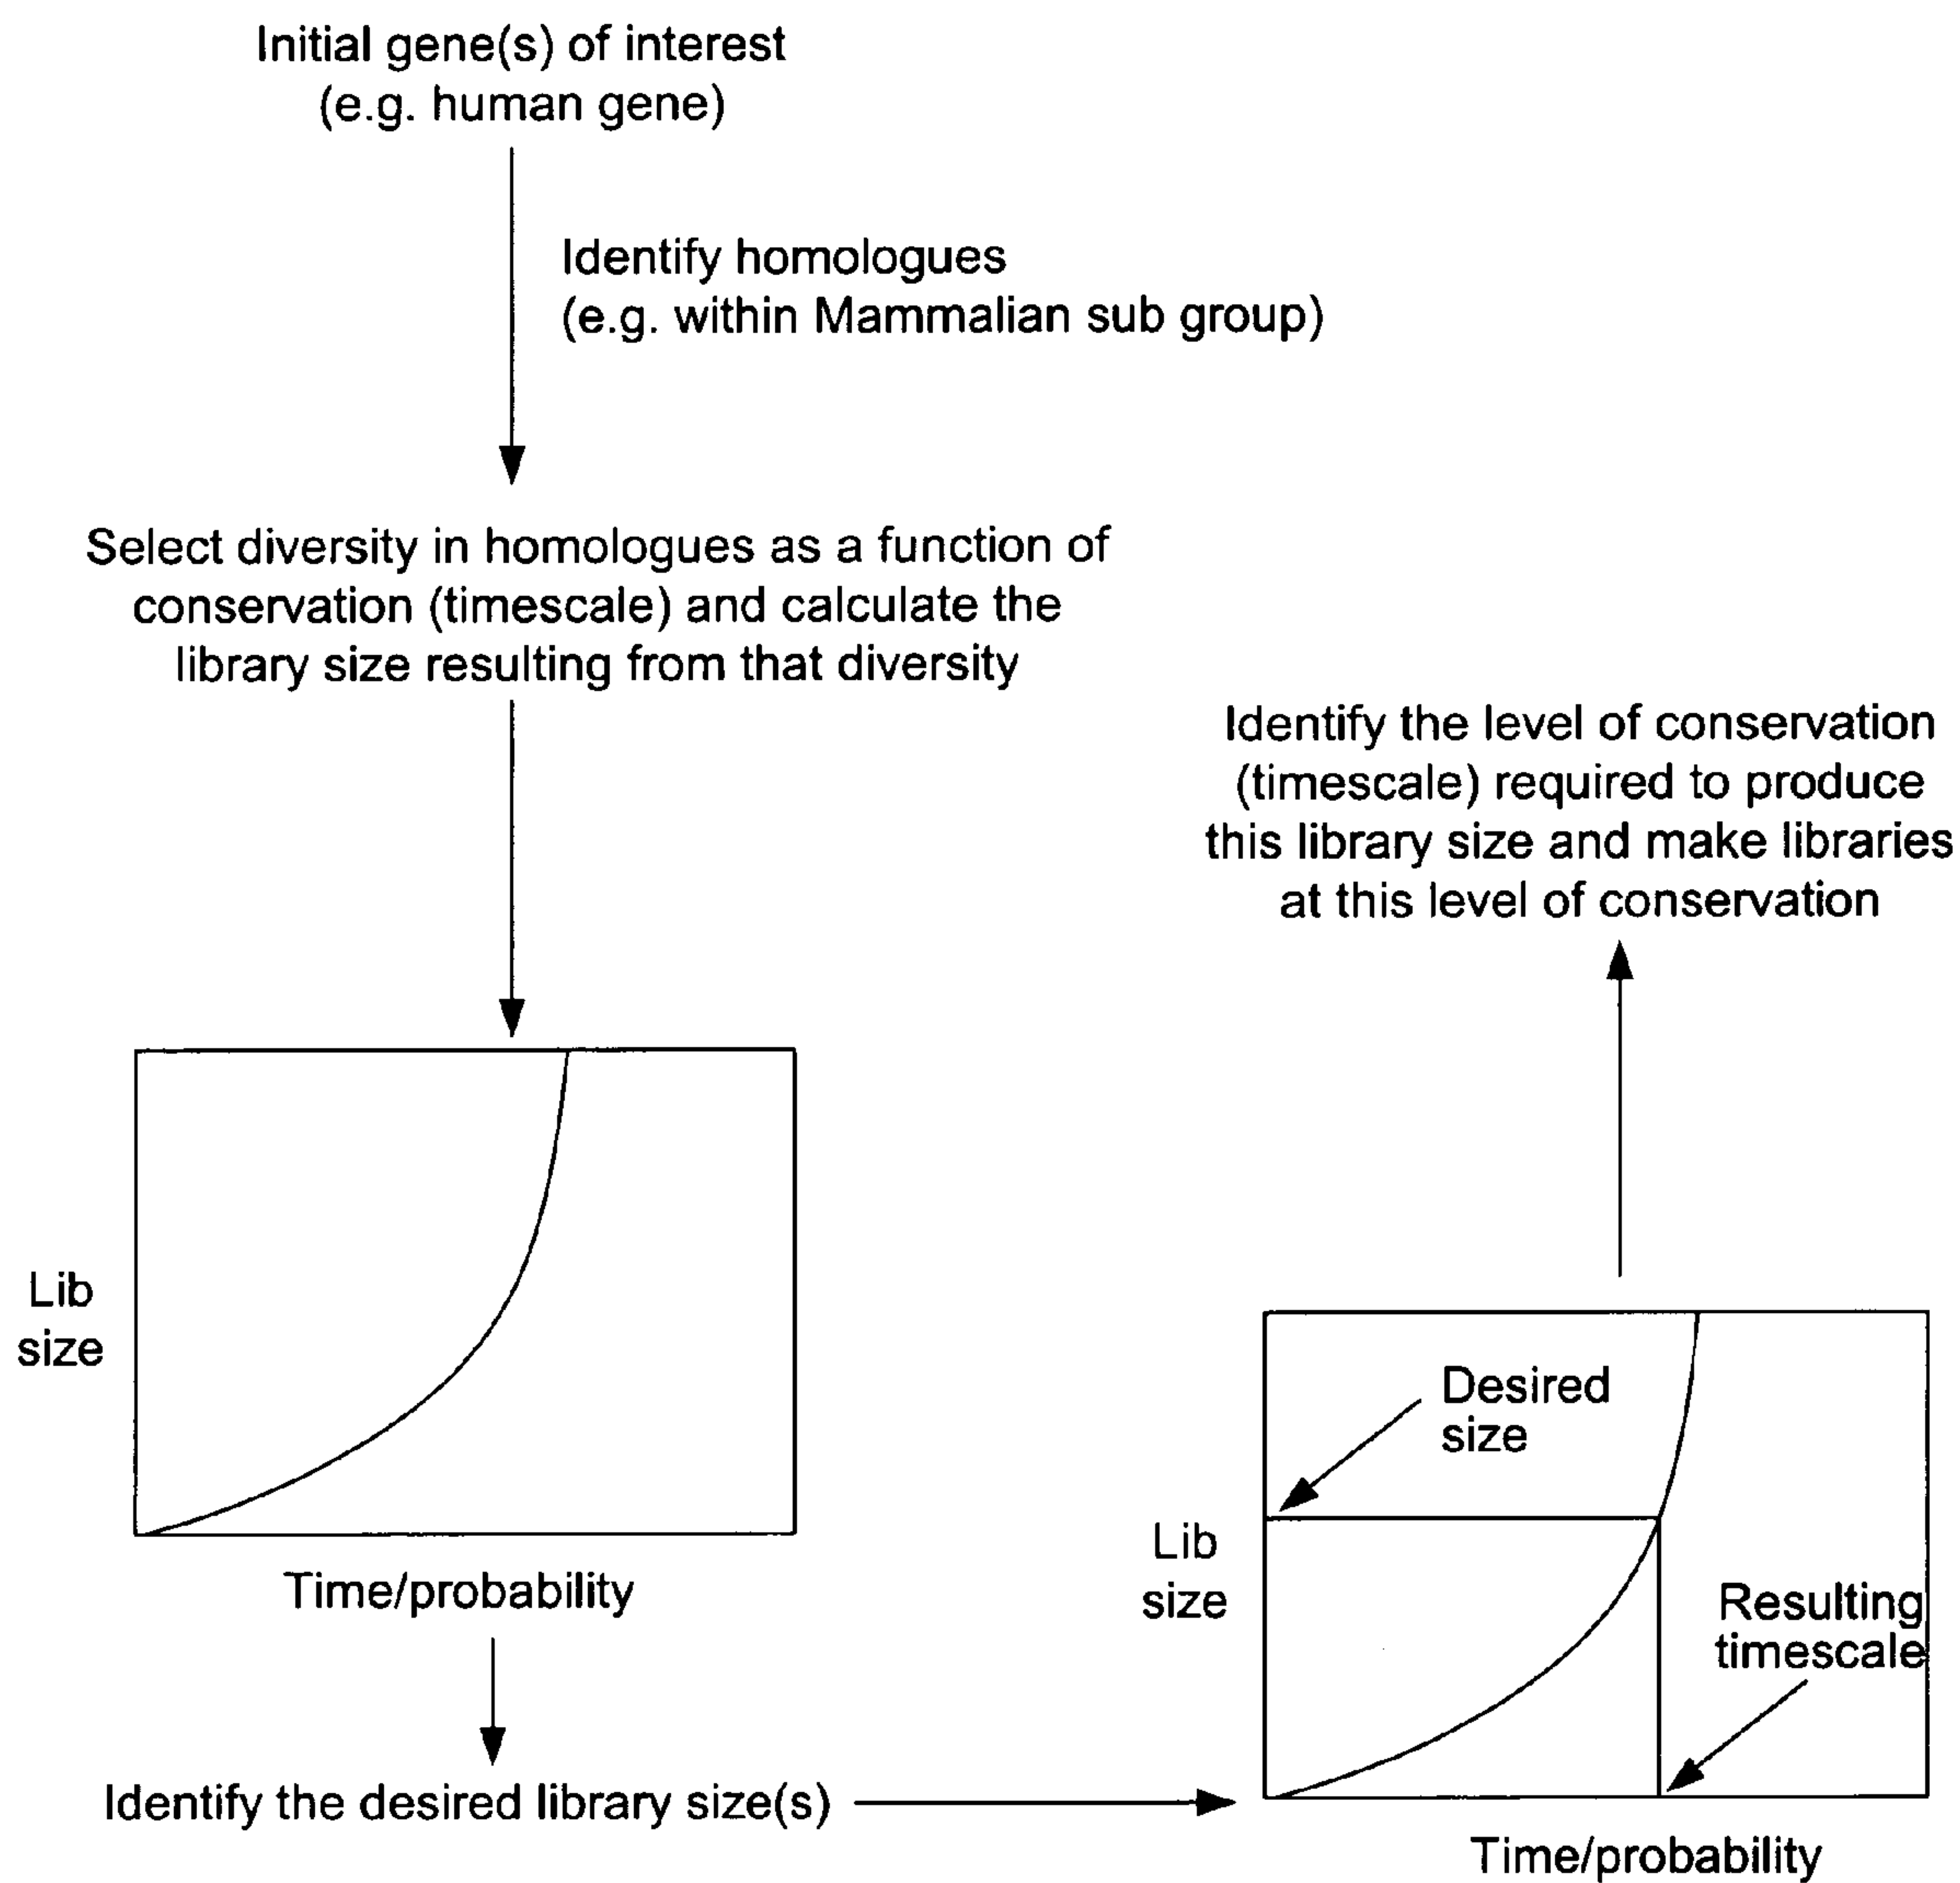 Initial gene(s) of interest
(e.g. human gene)
Identify homologues
(e.g. within Mammalian sub group)
Select diversity in homologues as a function of
conservation (timescale) and calculate the
library size resulting from that diversity
Lib
size
Time/probability
Identify the desired library size(s)
Desired
size
Lib
size
Resulting
timescale
Time/probability
Identify the level of conservation
(timescale) required to produce
this library size and make libraries
at this level of conservation